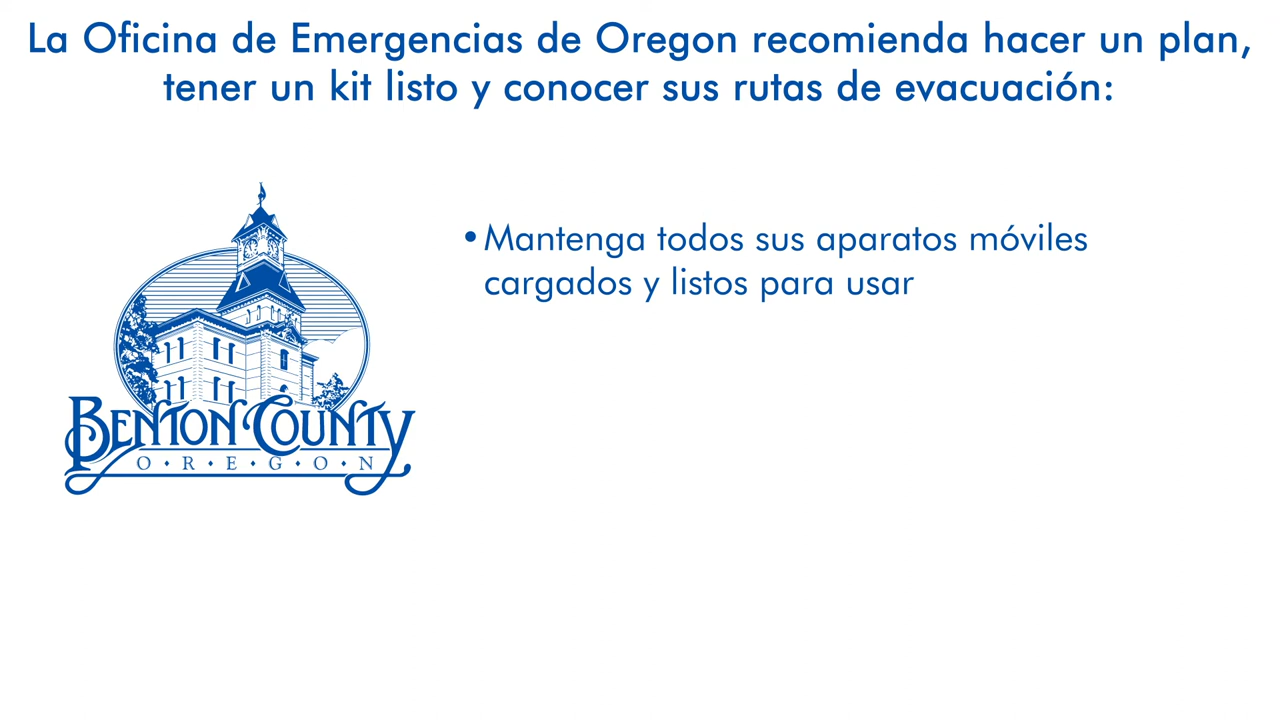 La Oficina de Emergencias de Oregon recomienda hacer un plan,
tener un kit listo y conocer sus rutas de evacuación:
•Mantenga todos sus aparatos móviles
cargados y listos para usar
BENTON COUNTY
O • R • E • G • O • N